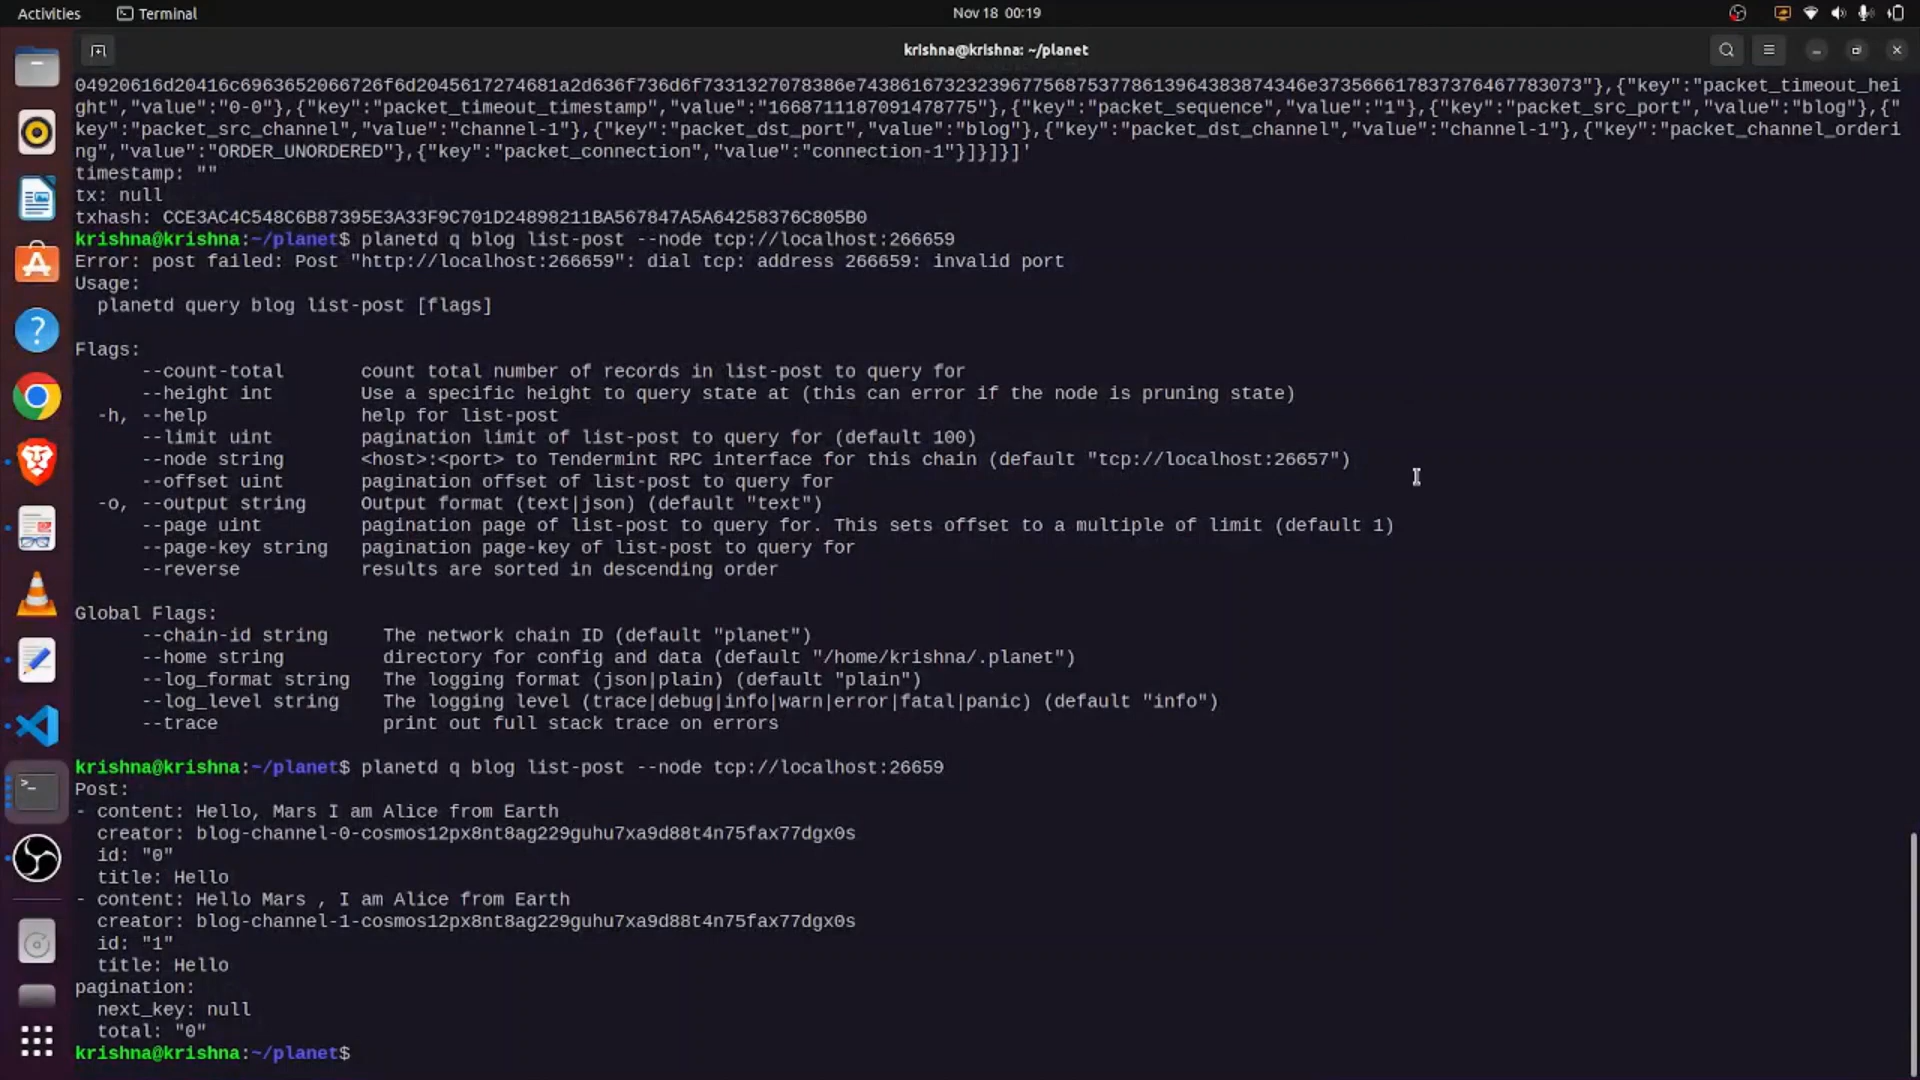 Activities
Terminal
Nov 18 00:19
krishna@krishna: ~/planet
ght","value":"0-0"},{"key":"packet_timeout_timestamp","value":"1668711187091478775"},{"key":"packet_sequence","value":"1"},{"key":"packet_src_port","value":"blog"},{"
key":"packet_src_channel","value":"channel-1"},{"key":"packet_dst_port","value":"blog"},{"key":"packet_dst_channel","value":"channel-1"},{"key":"packet_channel_orderi
ng","value":"ORDER_UNORDERED"},{"key":"packet_connection","value":"connection-1"}]}]}]'
timestamp: ""
tx: null
txhash: CCE3AC4C548C6B87395E3A33F9C701D24898211BA567847A5A64258376C805B0
krishna@krishna:~/planet$ planetd q blog list-post --node tcp://localhost:266659
Error: post failed: Post "http://localhost:266659": dial tcp: address 266659: invalid port
Usage:
  planetd query blog list-post [flags]
Flags:
      --count-total       count total number of records in list-post to query for
      --height int        Use a specific height to query state at (this can error if the node is pruning state)
  -h, --help              help for list-post
      --limit uint        pagination limit of list-post to query for (default 100)
      --node string       <host>:<port> to Tendermint RPC interface for this chain (default "tcp://localhost:26657")
      --offset uint       pagination offset of list-post to query for
  -o, --output string     Output format (text|json) (default "text")
      --page uint         pagination page of list-post to query for. This sets offset to a multiple of limit (default 1)
      --page-key string   pagination page-key of list-post to query for
      --reverse           results are sorted in descending order
Global Flags:
      --chain-id string     The network chain ID (default "planet")
      --home string         directory for config and data (default "/home/krishna/.planet")
      --log_format string   The logging format (json|plain) (default "plain")
      --log_level string    The logging level (trace|debug|info|warn|error|fatal|panic) (default "info")
      --trace               print out full stack trace on errors
krishna@krishna:~/planet$ planetd q blog list-post --node tcp://localhost:26659
Post:
- content: Hello, Mars I am Alice from Earth
  creator: blog-channel-0-cosmos12px8nt8ag229guhu7xa9d88t4n75fax77dgx0s
  id: "0"
  title: Hello
- content: Hello Mars , I am Alice from Earth
  creator: blog-channel-1-cosmos12px8nt8ag229guhu7xa9d88t4n75fax77dgx0s
  id: "1"
  title: Hello
pagination:
  next_key: null
  total: "0"
krishna@krishna:~/planet$